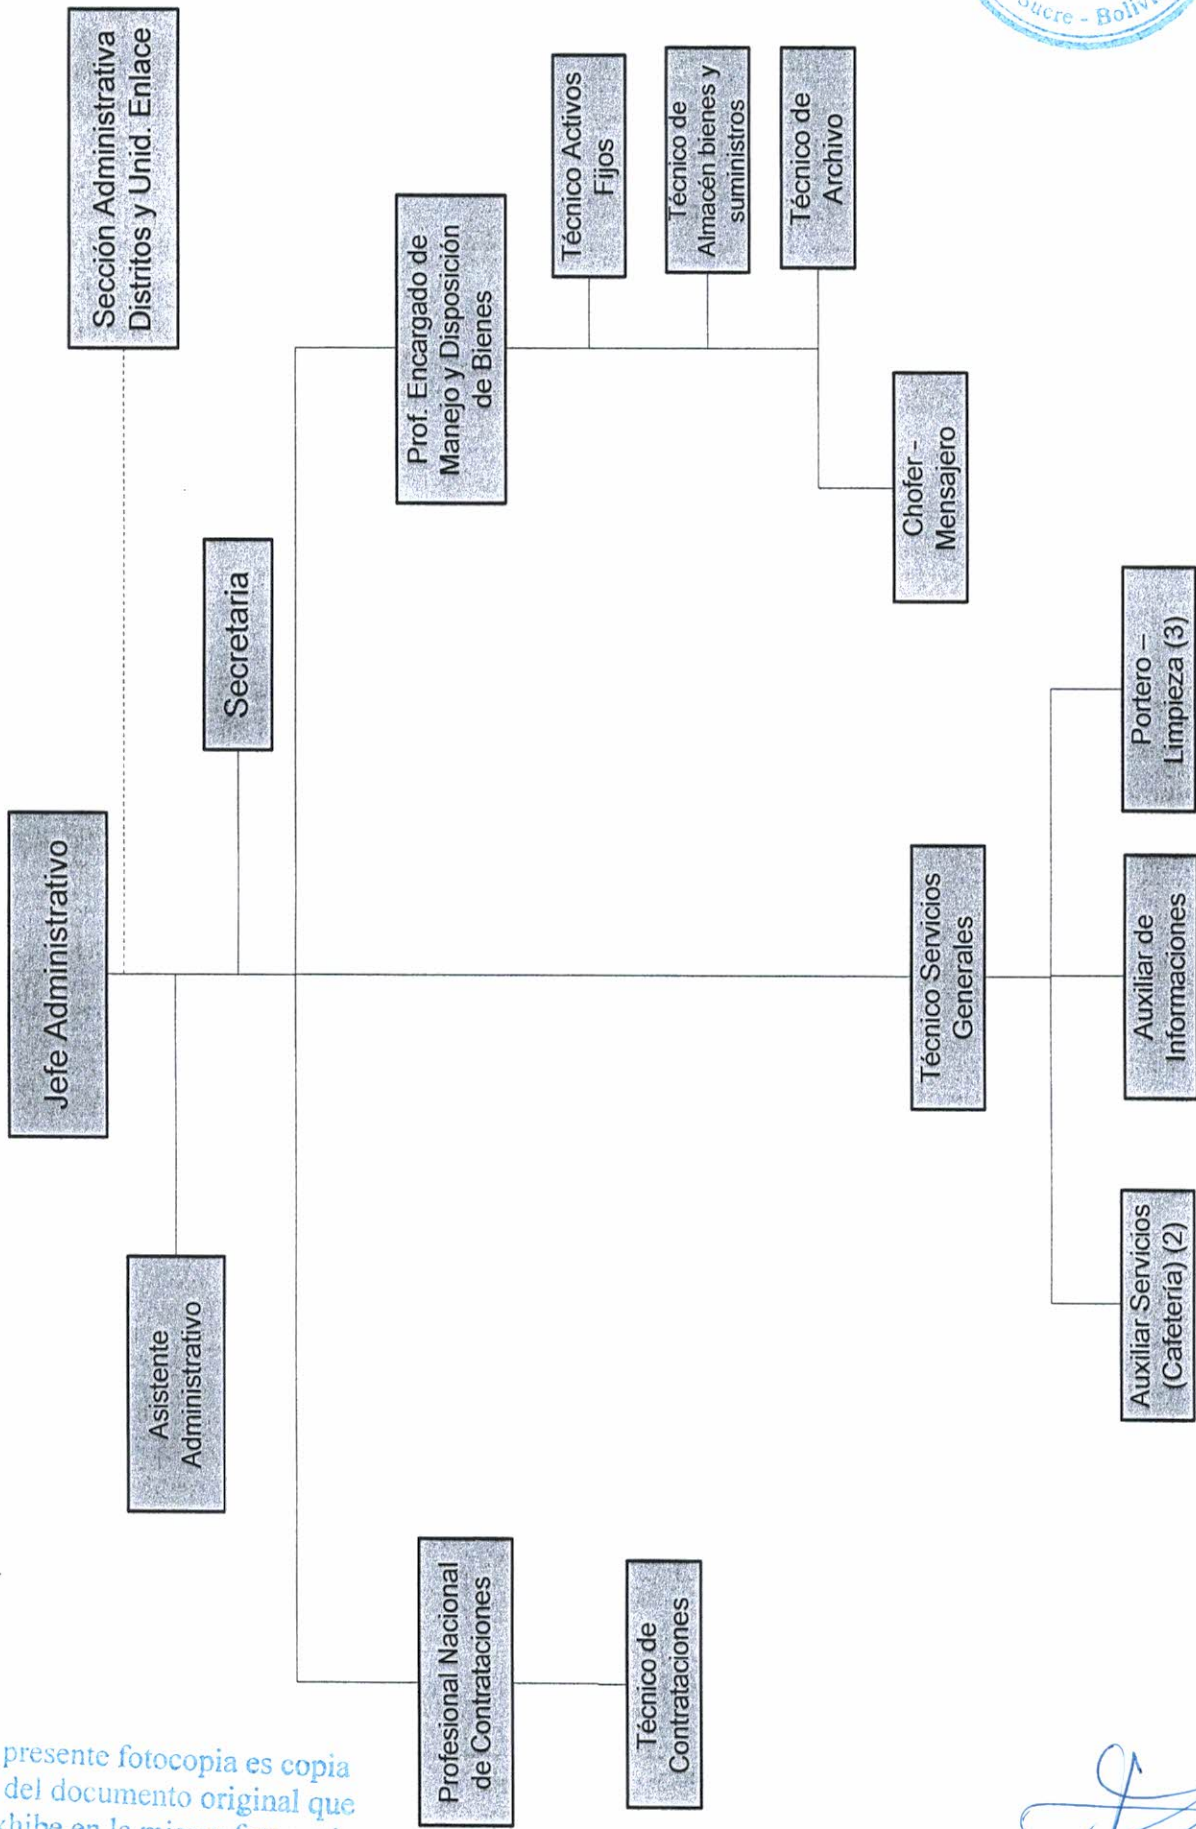 Jefe Administrativo
Sección Administrativa
Distritos y Unid. Enlace
Asistente
Administrativo
Secretaria
Profesional Nacional
de Contrataciones
Técnico de
Contrataciones
Prof. Encargado de
Manejo y Disposición
de Bienes
Técnico Activos
Fijos
Técnico de
Almacén bienes y
suministros
Técnico de
Archivo
Chofer -
Mensajero
Técnico Servicios
Generales
Auxiliar Servicios
(Cafetería) (2)
Auxiliar de
Informaciones
Portero –
Limpieza (3)
Sucre - Boliv
presente fotocopia es copia
del documento original que